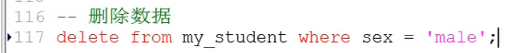 116 -- 删除数据
117 delete from my_student where sex = 'male';